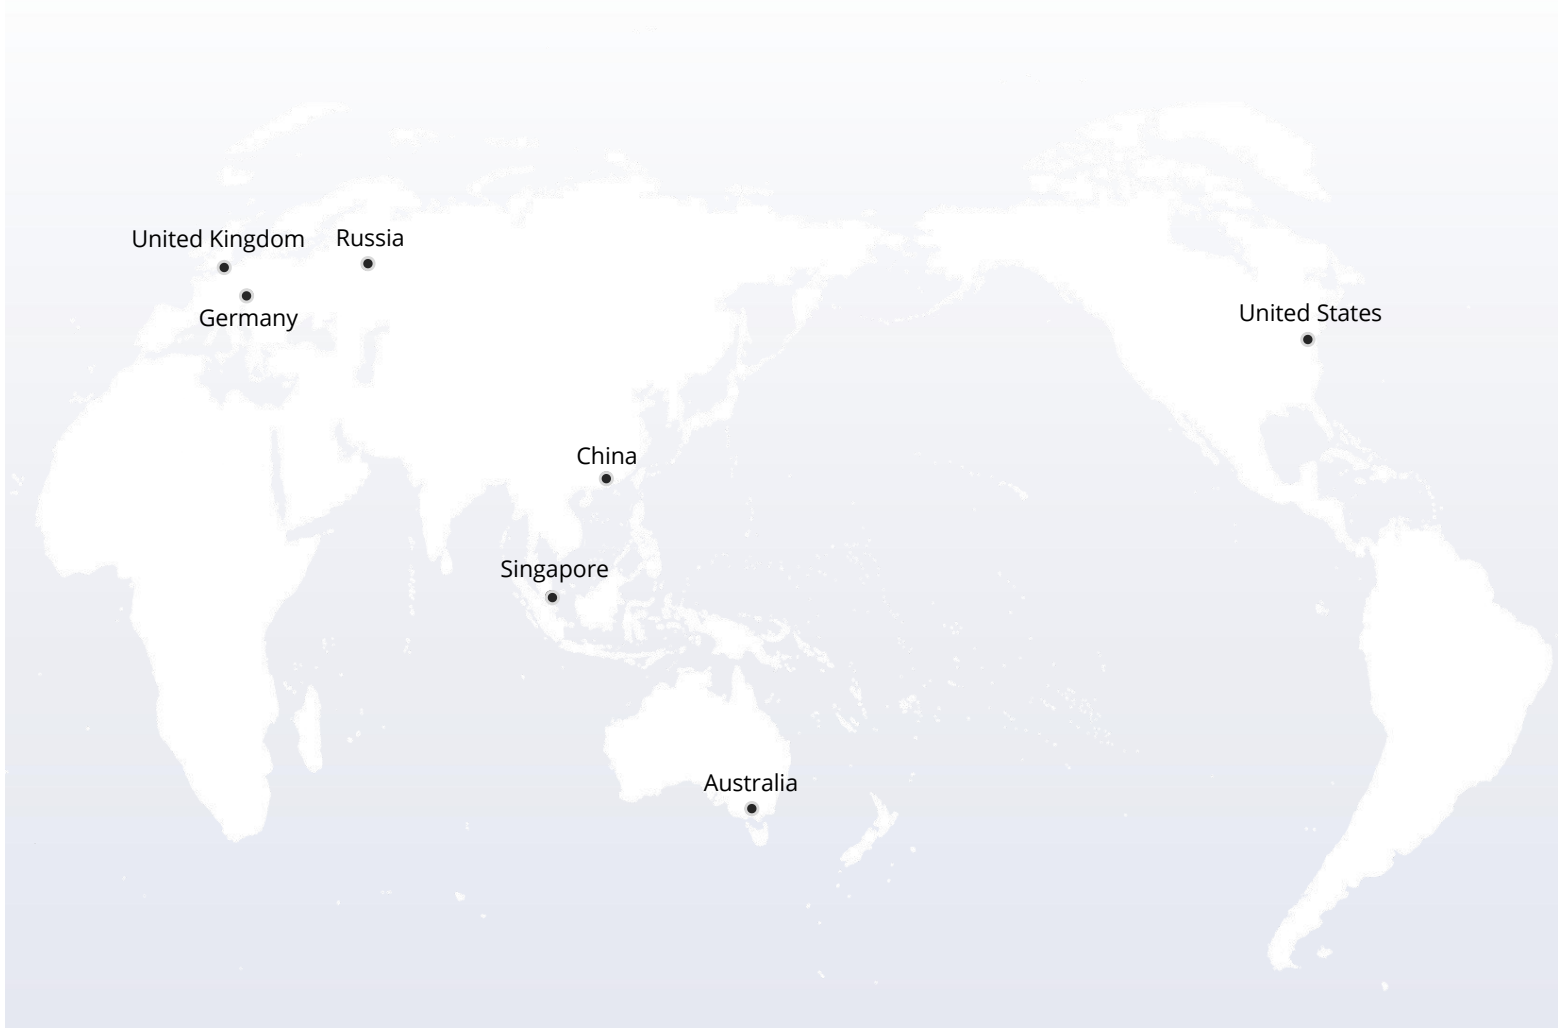 United Kingdom
Russia
Germany
United States
China
Singapore
Australia